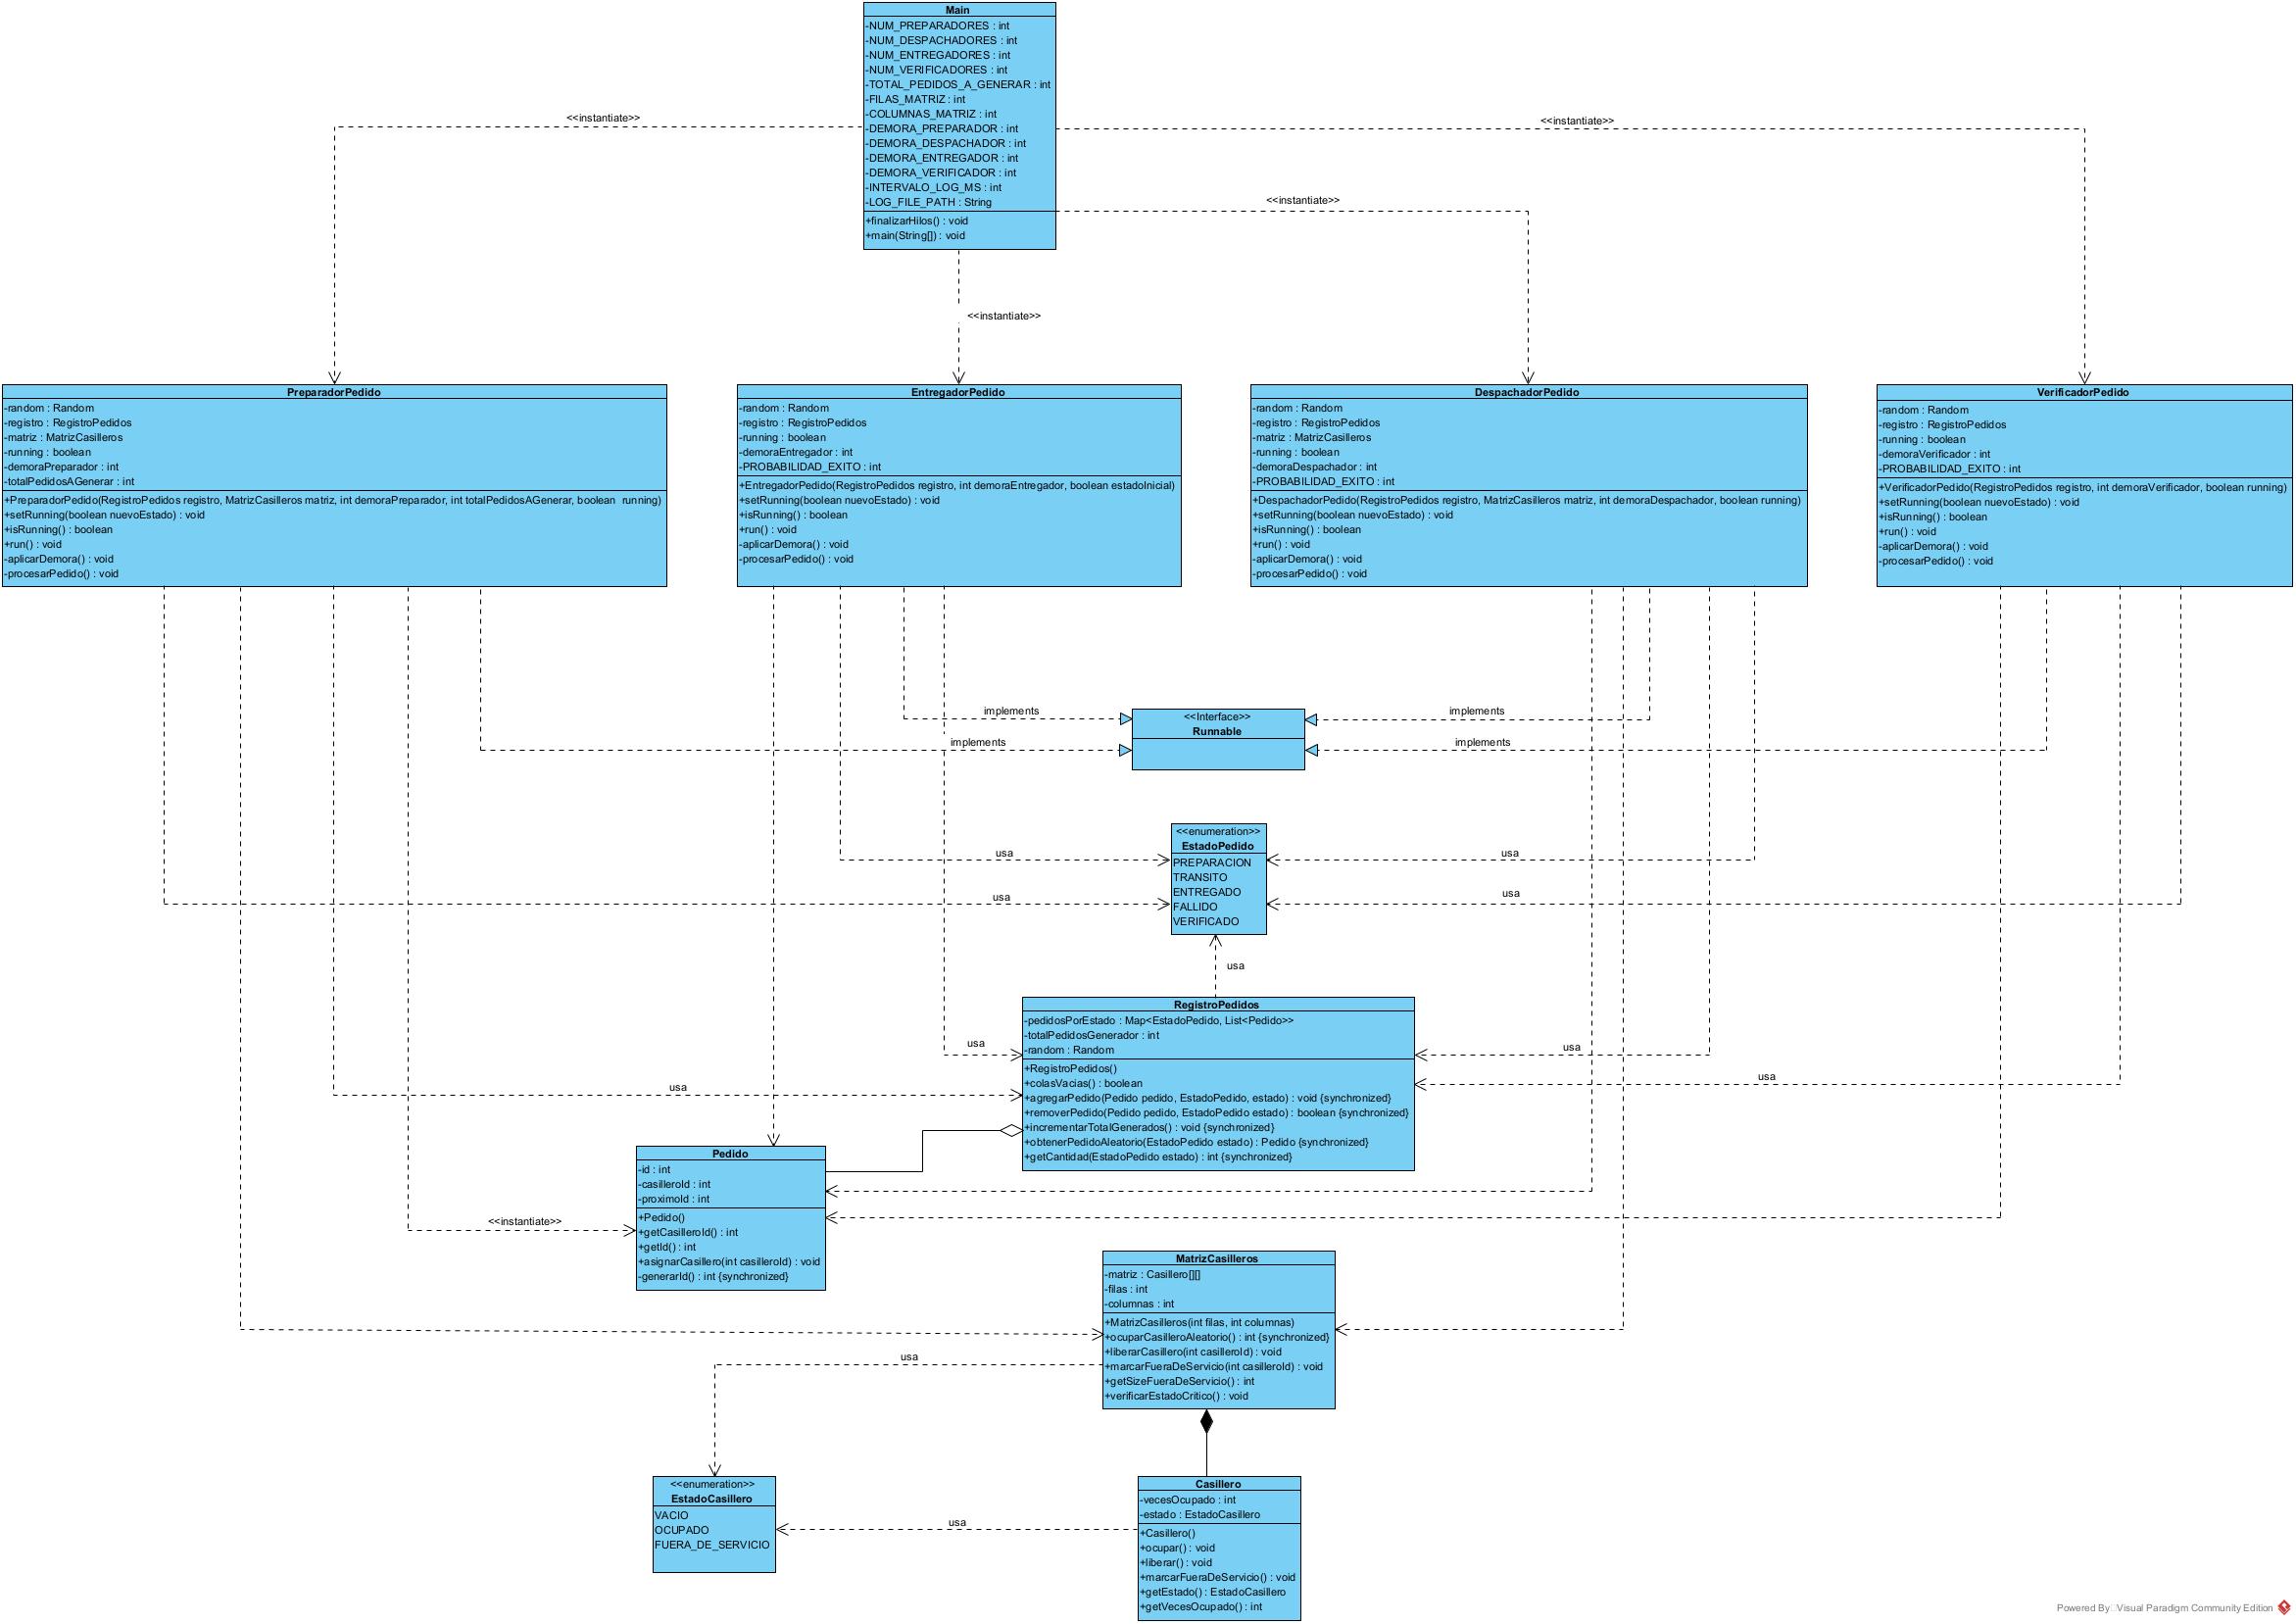 Main
-NUM_PREPARADORES : int
-NUM_DESPACHADORES : int
-NUM_ENTREGADORES : int
-NUM_VERIFICADORES : int
-TOTAL_PEDIDOS_A_GENERAR : int
-FILAS_MATRIZ : int
-COLUMNAS_MATRIZ : int
-DEMORA_PREPARADOR : int
-DEMORA_DESPACHADOR : int
-DEMORA_ENTREGADOR : int
-DEMORA_VERIFICADOR : int
-INTERVALO_LOG_MS : int
-LOG_FILE_PATH : String
+finalizarHilos() : void
+main(String[]) : void
<<instantiate>>
<<instantiate>>
<<instantiate>>
<<instantiate>>
PreparadorPedido
-random : Random
-registro : RegistroPedidos
-matriz : MatrizCasilleros
-running : boolean
-demoraPreparador : int
-totalPedidosAGenerar : int
+PreparadorPedido(RegistroPedidos registro, MatrizCasilleros matriz, int demoraPreparador, int totalPedidosAGenerar, boolean  running)
+setRunning(boolean nuevoEstado) : void
+isRunning() : boolean
+run() : void
-aplicarDemora() : void
-procesarPedido() : void
EntregadorPedido
-random : Random
-registro : RegistroPedidos
-running : boolean
-demoraEntregador : int
-PROBABILIDAD_EXITO : int
+EntregadorPedido(RegistroPedidos registro, int demoraEntregador, boolean estadoInicial)
+setRunning(boolean nuevoEstado) : void
+isRunning() : boolean
+run() : void
-aplicarDemora() : void
-procesarPedido() : void
DespachadorPedido
-random : Random
-registro : RegistroPedidos
-matriz : MatrizCasilleros
-running : boolean
-demoraDespachador : int
-PROBABILIDAD_EXITO : int
+DespachadorPedido(RegistroPedidos registro, MatrizCasilleros matriz, int demoraDespachador, boolean running)
+setRunning(boolean nuevoEstado) : void
+isRunning() : boolean
+run() : void
-aplicarDemora() : void
-procesarPedido() : void
VerificadorPedido
-random : Random
-registro : RegistroPedidos
-running : boolean
-demoraVerificador : int
-PROBABILIDAD_EXITO : int
+VerificadorPedido(RegistroPedidos registro, int demoraVerificador, boolean running)
+setRunning(boolean nuevoEstado) : void
+isRunning() : boolean
+run() : void
-aplicarDemora() : void
-procesarPedido() : void
implements
implements
implements
implements
<<Interface>>
Runnable
<<enumeration>>
EstadoPedido
PREPARACION
TRANSITO
ENTREGADO
FALLIDO
VERIFICADO
usa
usa
usa
usa
usa
RegistroPedidos
-pedidosPorEstado : Map<EstadoPedido, List<Pedido>>
-totalPedidosGenerador : int
-random : Random
+RegistroPedidos()
+colasVacias() : boolean
+agregarPedido(Pedido pedido, EstadoPedido, estado) : void {synchronized}
+removerPedido(Pedido pedido, EstadoPedido estado) : boolean {synchronized}
+incrementarTotalGenerados() : void {synchronized}
+obtenerPedidoAleatorio(EstadoPedido estado) : Pedido {synchronized}
+getCantidad(EstadoPedido estado) : int {synchronized}
usa
usa
usa
usa
Pedido
-id : int
-casilleroId : int
-proximoId : int
+Pedido()
+getCasilleroId() : int
+getId() : int
+asignarCasillero(int casilleroId) : void
-generarId() : int {synchronized}
<<instantiate>>
MatrizCasilleros
-matriz : Casillero[][]
-filas : int
-columnas : int
+MatrizCasilleros(int filas, int columnas)
+ocuparCasilleroAleatorio() : int {synchronized}
+liberarCasillero(int casilleroId) : void
+marcarFueraDeServicio(int casilleroId) : void
+getSizeFueraDeServicio() : int
+verificarEstadoCritico() : void
usa
<<enumeration>>
EstadoCasillero
VACIO
OCUPADO
FUERA_DE_SERVICIO
usa
Casillero
-vecesOcupado : int
-estado : EstadoCasillero
+Casillero()
+ocupar() : void
+liberar() : void
+marcarFueraDeServicio() : void
+getEstado() : EstadoCasillero
+getVecesOcupado() : int
Powered By Visual Paradigm Community Edition